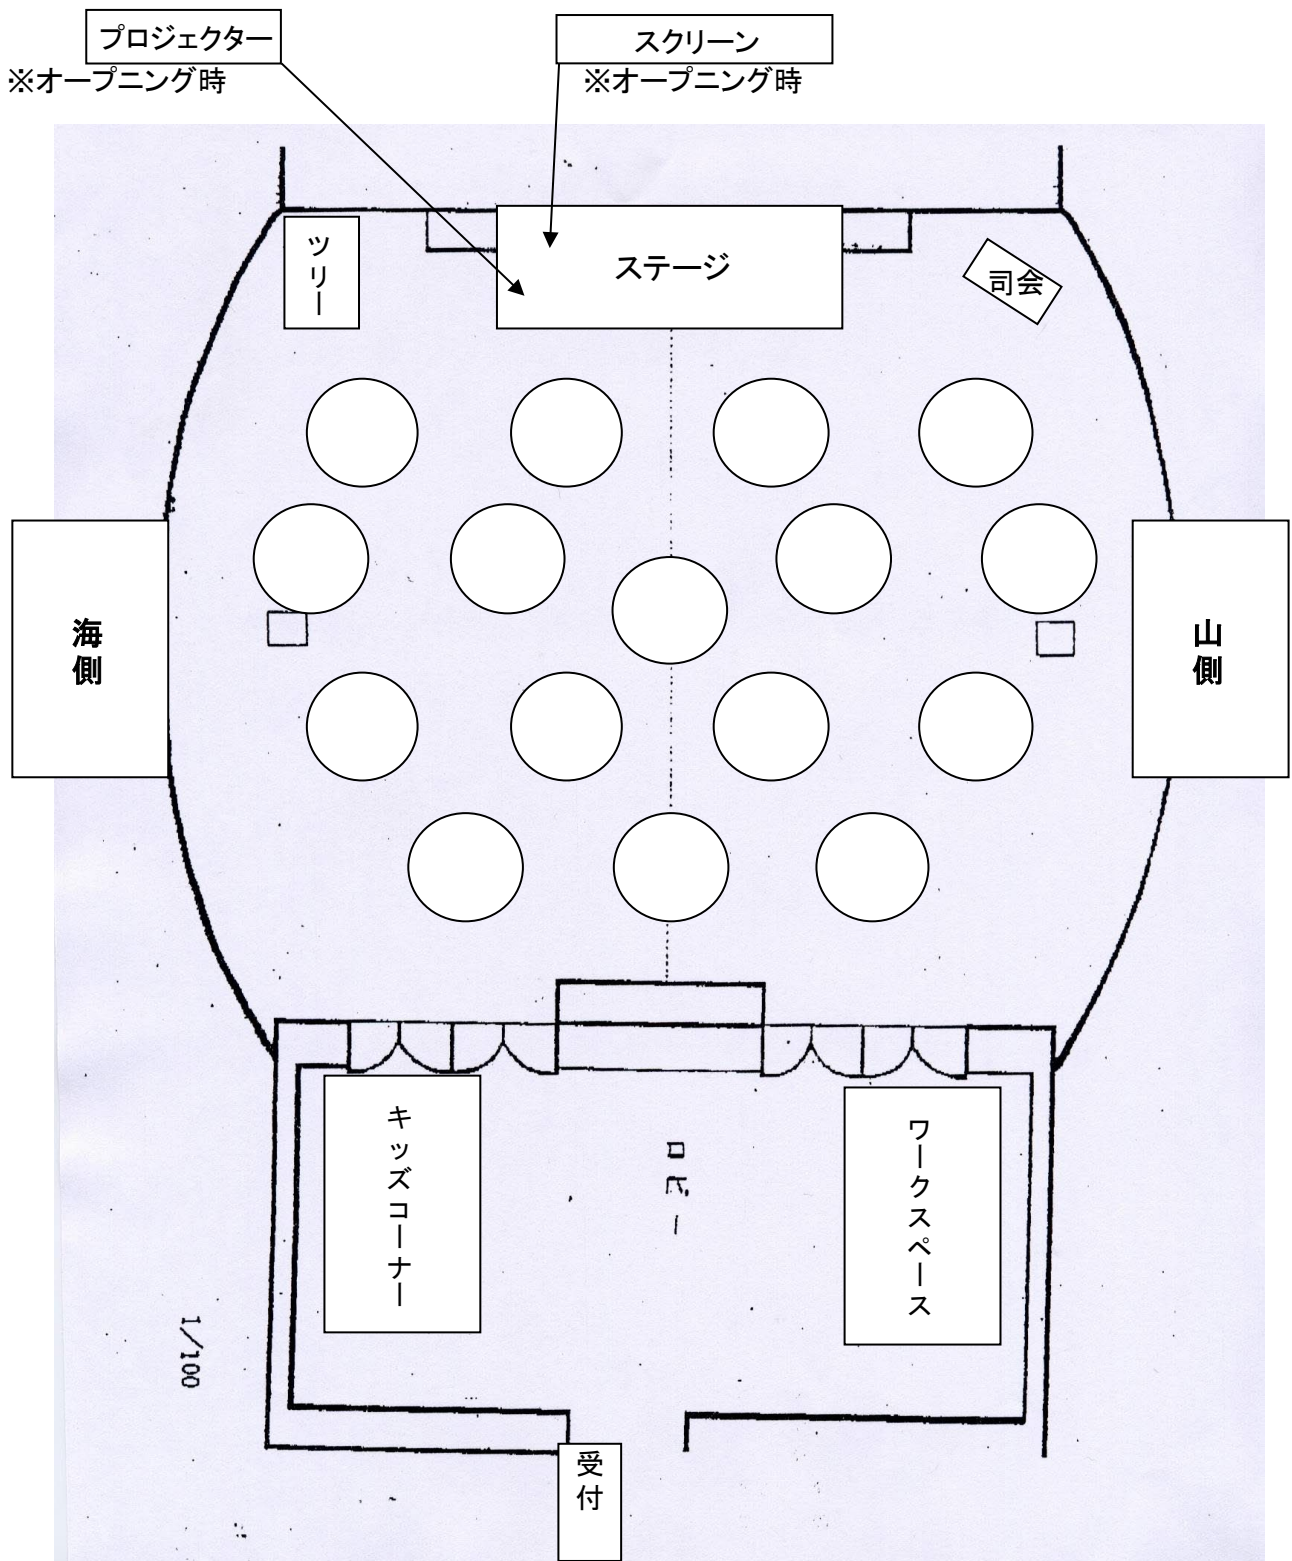 プロジェクター
※オープニング時
スクリーン
※オープニング時
ツリー
ステージ
司会
海側
山側
キッズコーナー
ロビー
ワークスペース
1/100
受付